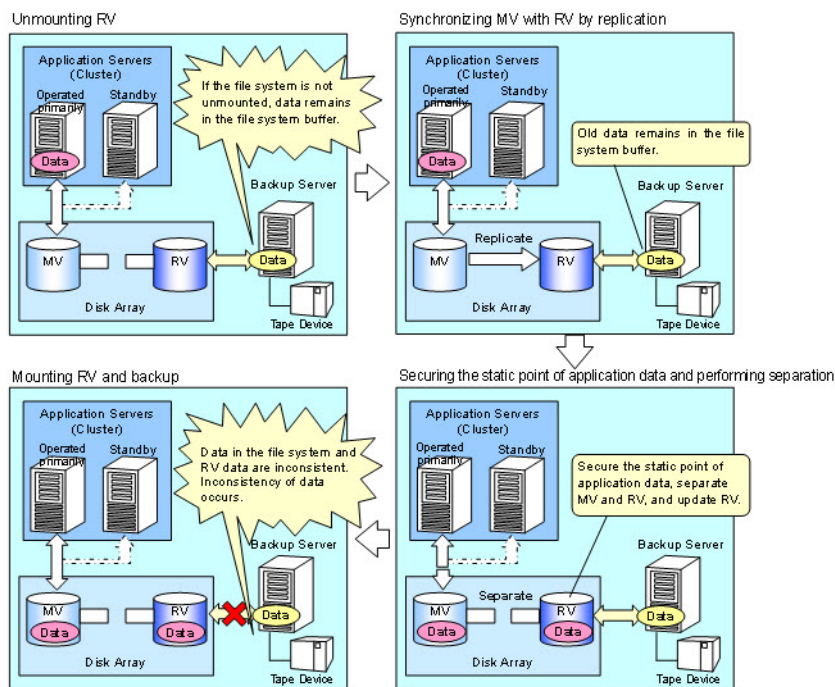 Unmounting RV
Application Servers
(Cluster)
Operated
primarily
Standby
Data
If the file system is not
unmounted, data remains
in the file system buffer.
Backup Server
MV
RV
Data
Disk Array
Tape Device
Synchronizing MV with RV by replication
Application Servers
(Cluster)
Operated
primarily
Standby
Data
Old data remains in the file
system buffer.
Backup Server
Replicate
MV
RV
Data
Disk Array
Tape Device
Mounting RV and backup
Application Servers
(Cluster)
Operated
primarily
Standby
Data in the file system and
RV data are inconsistent.
Inconsistency of data
occurs.
Backup Server
MV
RV
Data
Data
Data
Disk Array
Tape Device
Securing the static point of application data and performing separation
Application Servers
(Cluster)
Operated
primarily
Standby
Secure the static point of
application data, separate
MV and RV, and update RV.
Backup Server
Separate
MV
RV
Data
Data
Data
Disk Array
Tape Device